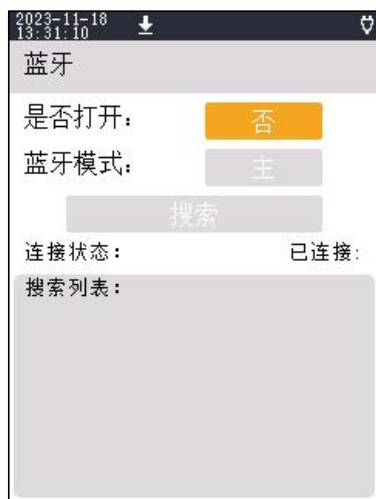 2023-11-18
13:31:10
蓝牙
是否打开： 否
蓝牙模式： 主
搜索
连接状态： 已连接:
搜索列表：